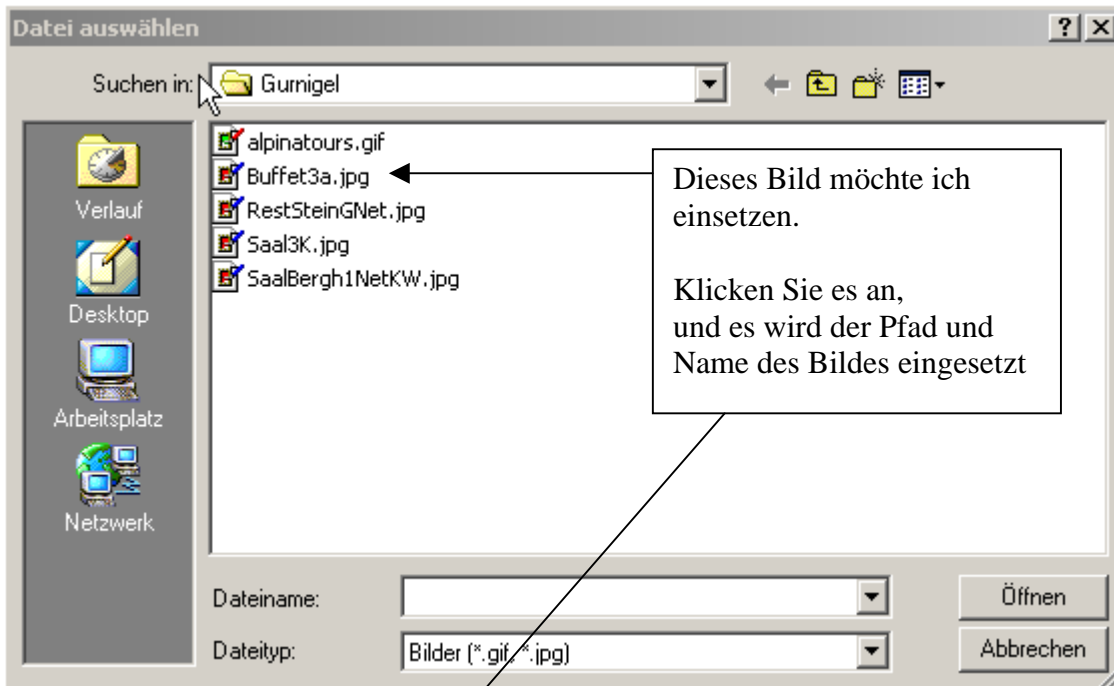 Datei auswählen
Suchen in: Gurnigel
Verlauf
Desktop
Arbeitsplatz
Netzwerk
alpinatours.gif
Buffet3a.jpg
RestSteinGNet.jpg
Saal3K.jpg
SaalBergh1NetKW.jpg
Dieses Bild möchte ich
einsetzen.
Klicken Sie es an,
und es wird der Pfad und
Name des Bildes eingesetzt
Dateiname:
Öffnen
Dateityp: Bilder (*.gif, *.jpg)
Abbrechen